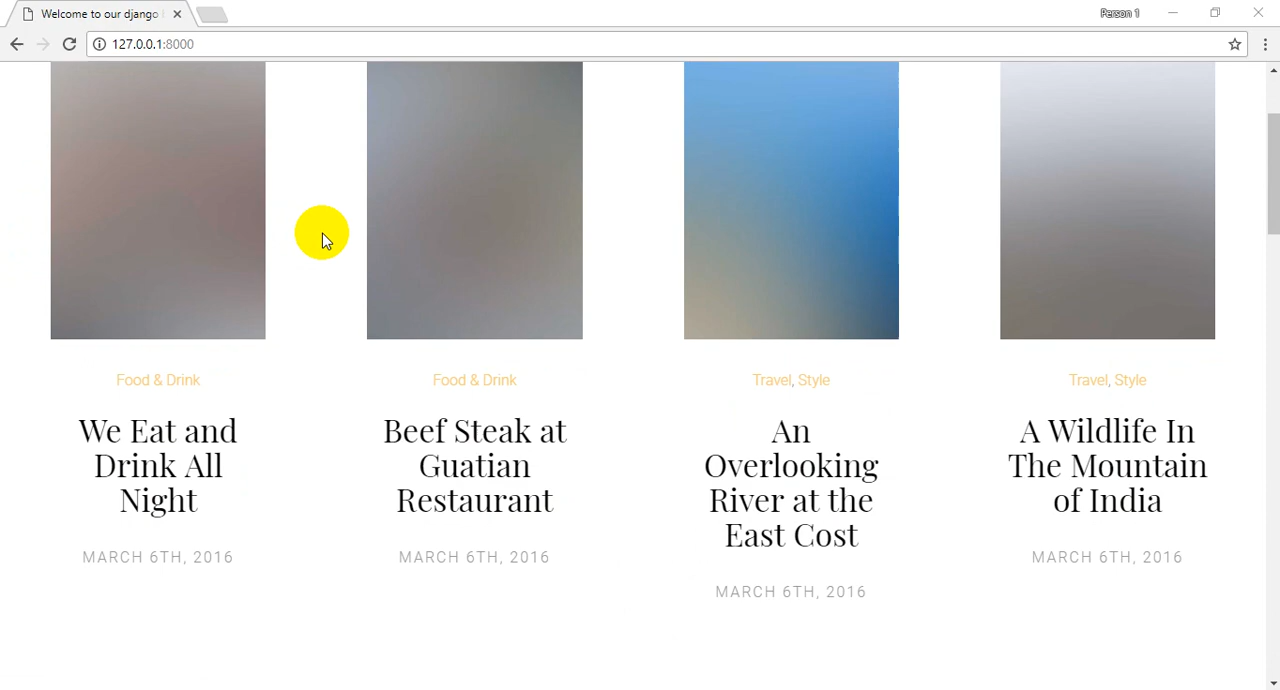 Welcome to our django
Person 1
127.0.0.1:8000
Food & Drink
We Eat and
Drink All
Night
MARCH 6TH, 2016
Food & Drink
Beef Steak at
Guatian
Restaurant
MARCH 6TH, 2016
Travel, Style
An
Overlooking
River at the
East Cost
MARCH 6TH, 2016
Travel, Style
A Wildlife In
The Mountain
of India
MARCH 6TH, 2016